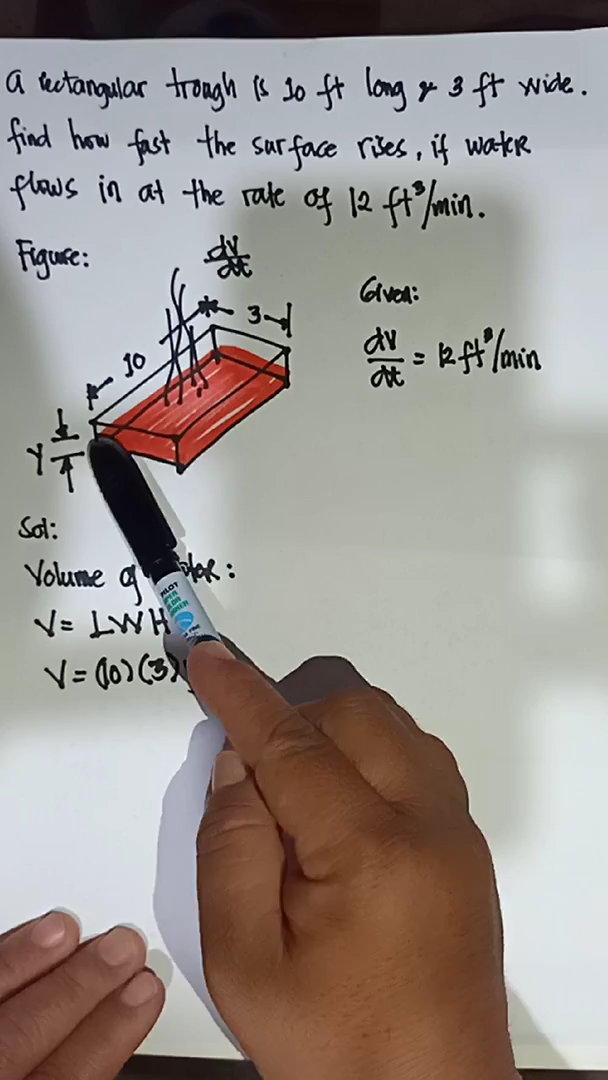 A rectangular trough is 10 ft long & 3 ft wide.
find how fast the surface rises, if water
flows in at the rate of 12 ft³/min.
Figure:
dV/dt
Given:
3
dV/dt = 12 ft³/min
10
Y
Sol:
Volume
V = LWH
V = (10)(3)
PILOT